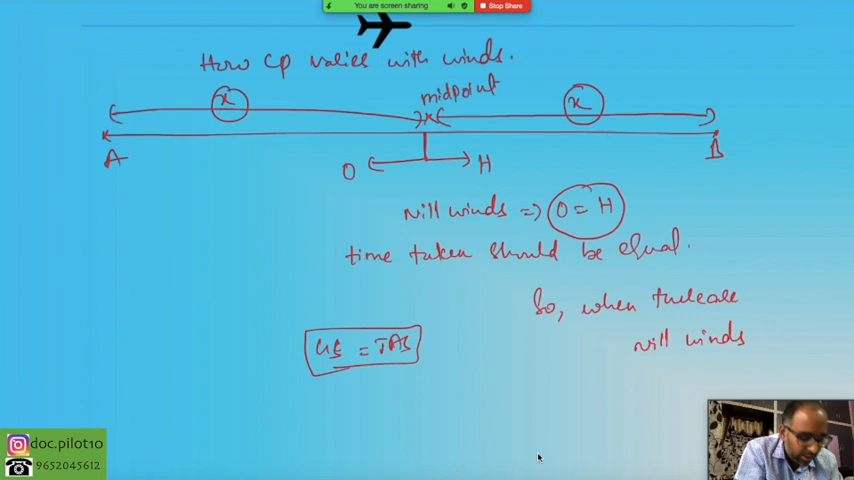 You are screen sharing
Stop Share
How CP varies with winds.
x
midpoint
x
A
B
O
H
Nill winds => O = H
time taken should be equal.
So, when there are
nill winds
GS = TAS
doc.pilot10
9652045612